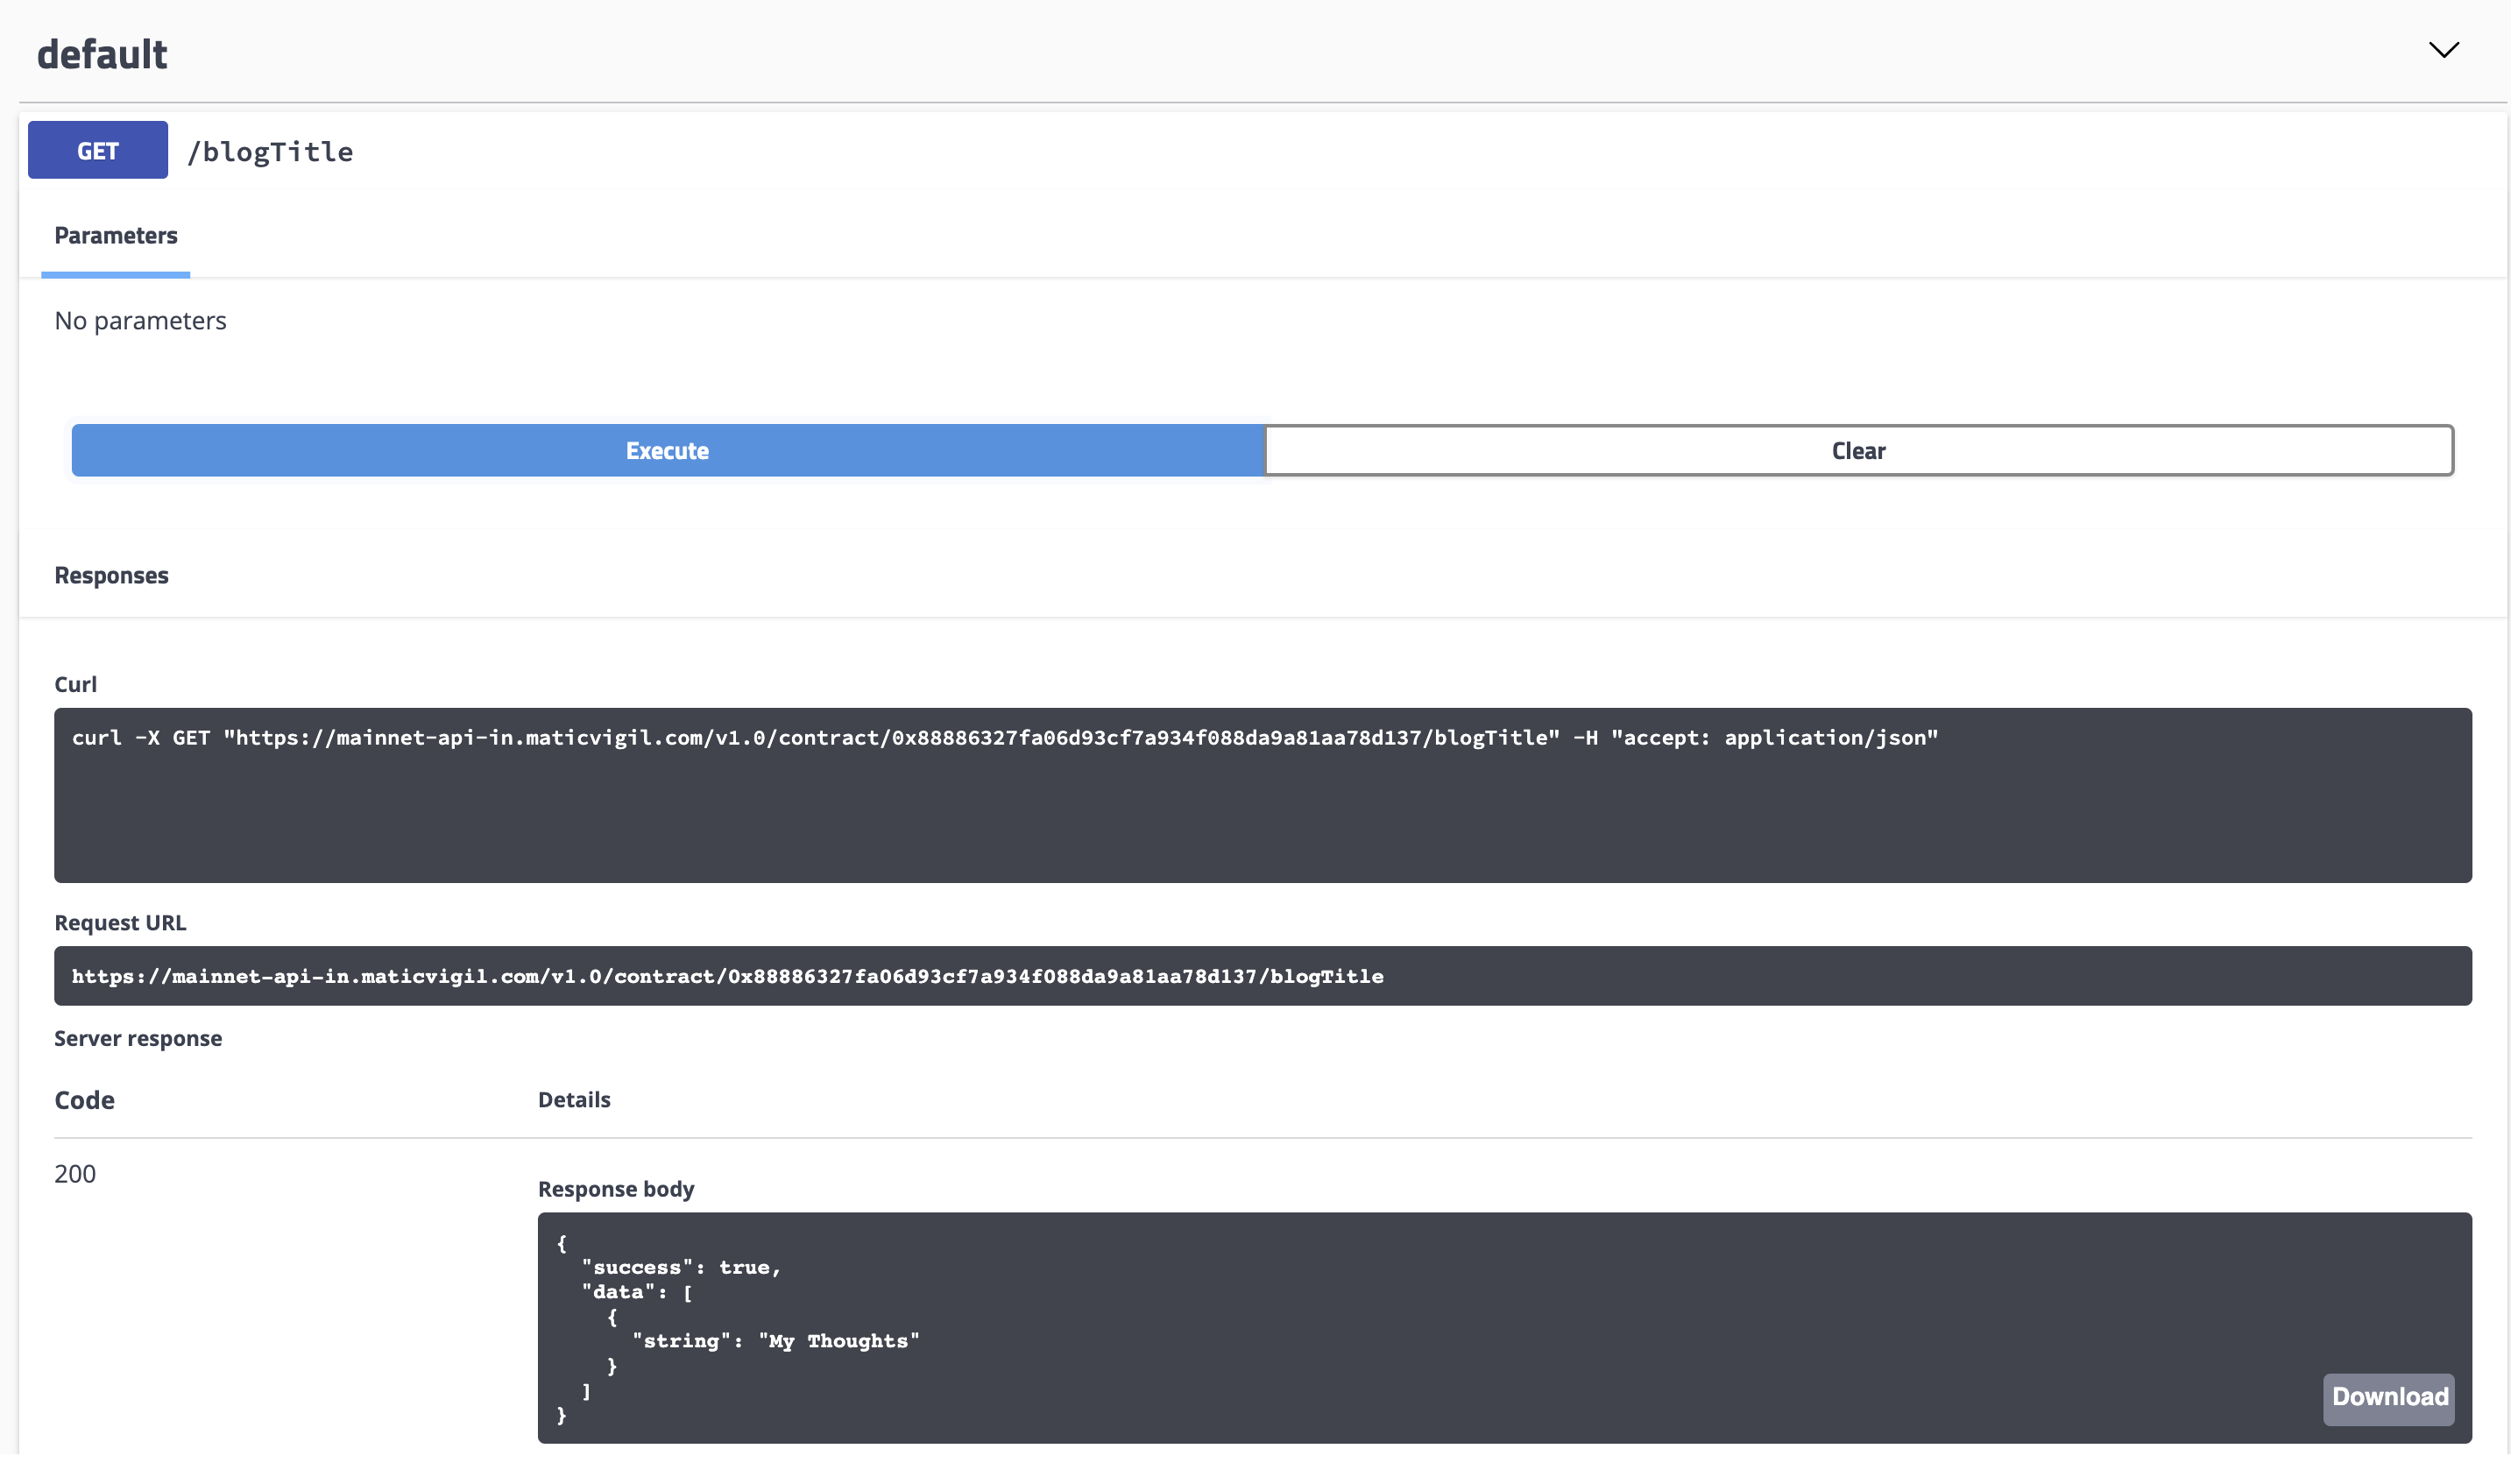 default
GET /blogTitle
Parameters
No parameters
Execute Clear
Responses
Curl
curl -X GET "https://mainnet-api-in.maticvigil.com/v1.0/contract/0x88886327fa06d93cf7a934f088da9a81aa78d137/blogTitle" -H "accept: application/json"
Request URL
https://mainnet-api-in.maticvigil.com/v1.0/contract/0x88886327fa06d93cf7a934f088da9a81aa78d137/blogTitle
Server response
Code Details
200
Response body
{
  "success": true,
  "data": [
    {
      "string": "My Thoughts"
    }
  ]
}
Download